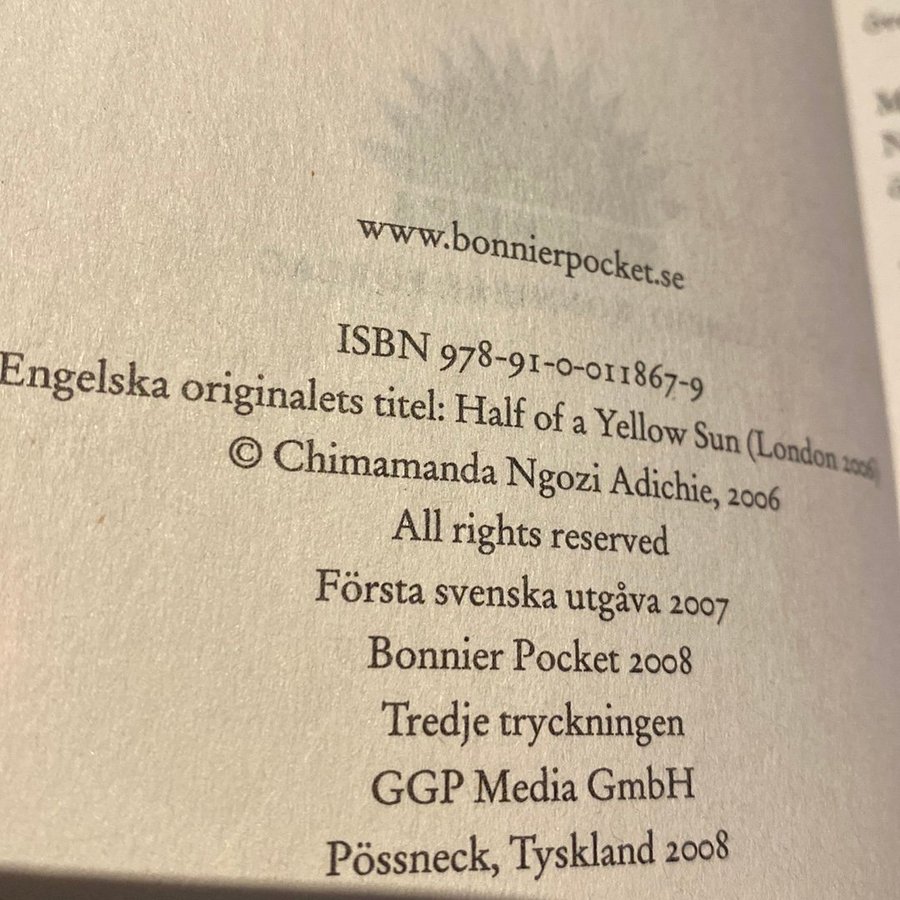 www.bonnierpocket.se
ISBN 978-91-0-011867-9
Engelska originalets titel: Half of a Yellow Sun (London 2006)
© Chimamanda Ngozi Adichie, 2006
All rights reserved
Första svenska utgåva 2007
Bonnier Pocket 2008
Tredje tryckningen
GGP Media GmbH
Pössneck, Tyskland 2008